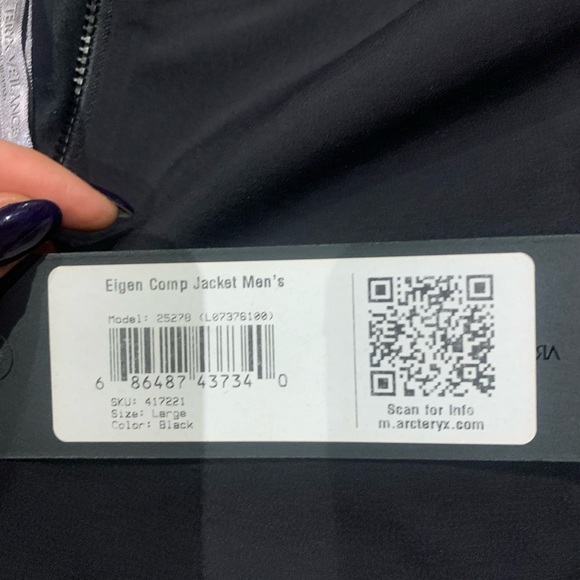 Eigen Comp Jacket Men's
Model: 25278 (L07376100)
6 86487 43734 0
SKU: 417221
Size: Large
Color: Black
Scan for Info
m.arcteryx.com